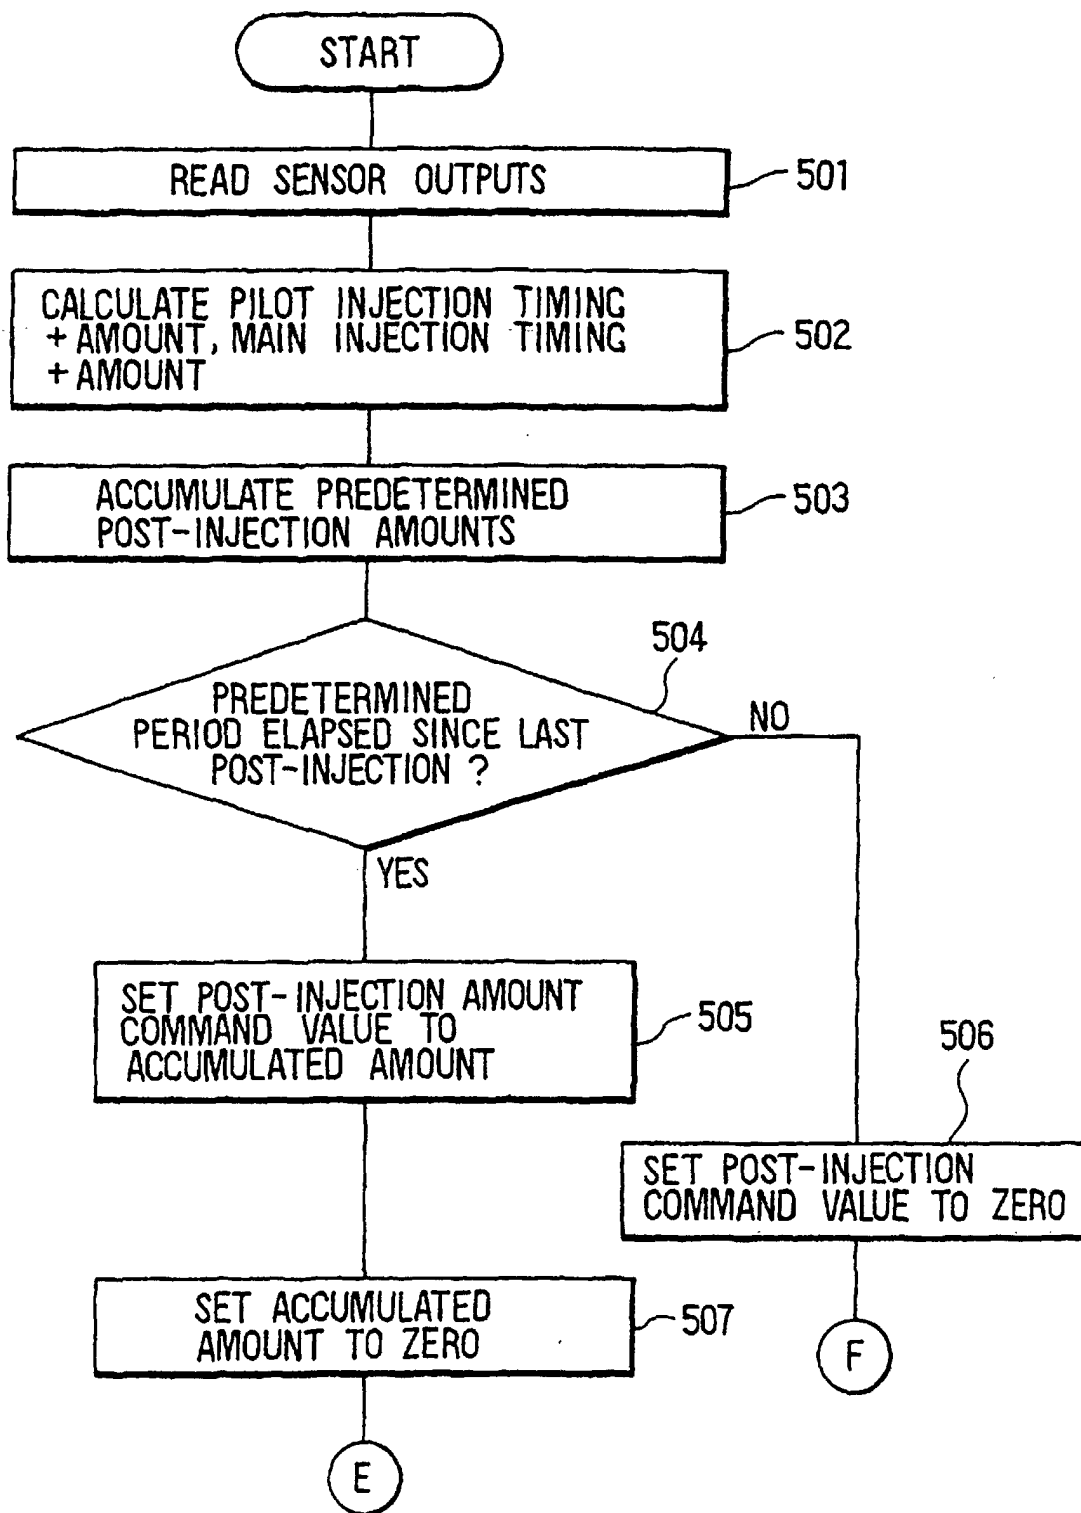 START
READ SENSOR OUTPUTS
501
CALCULATE PILOT INJECTION TIMING
+ AMOUNT, MAIN INJECTION TIMING
+ AMOUNT
502
ACCUMULATE PREDETERMINED
POST-INJECTION AMOUNTS
503
504
PREDETERMINED
PERIOD ELAPSED SINCE LAST
POST-INJECTION ?
NO
YES
SET POST-INJECTION AMOUNT
COMMAND VALUE TO
ACCUMULATED AMOUNT
505
506
SET POST-INJECTION
COMMAND VALUE TO ZERO
SET ACCUMULATED
AMOUNT TO ZERO
507
F
E